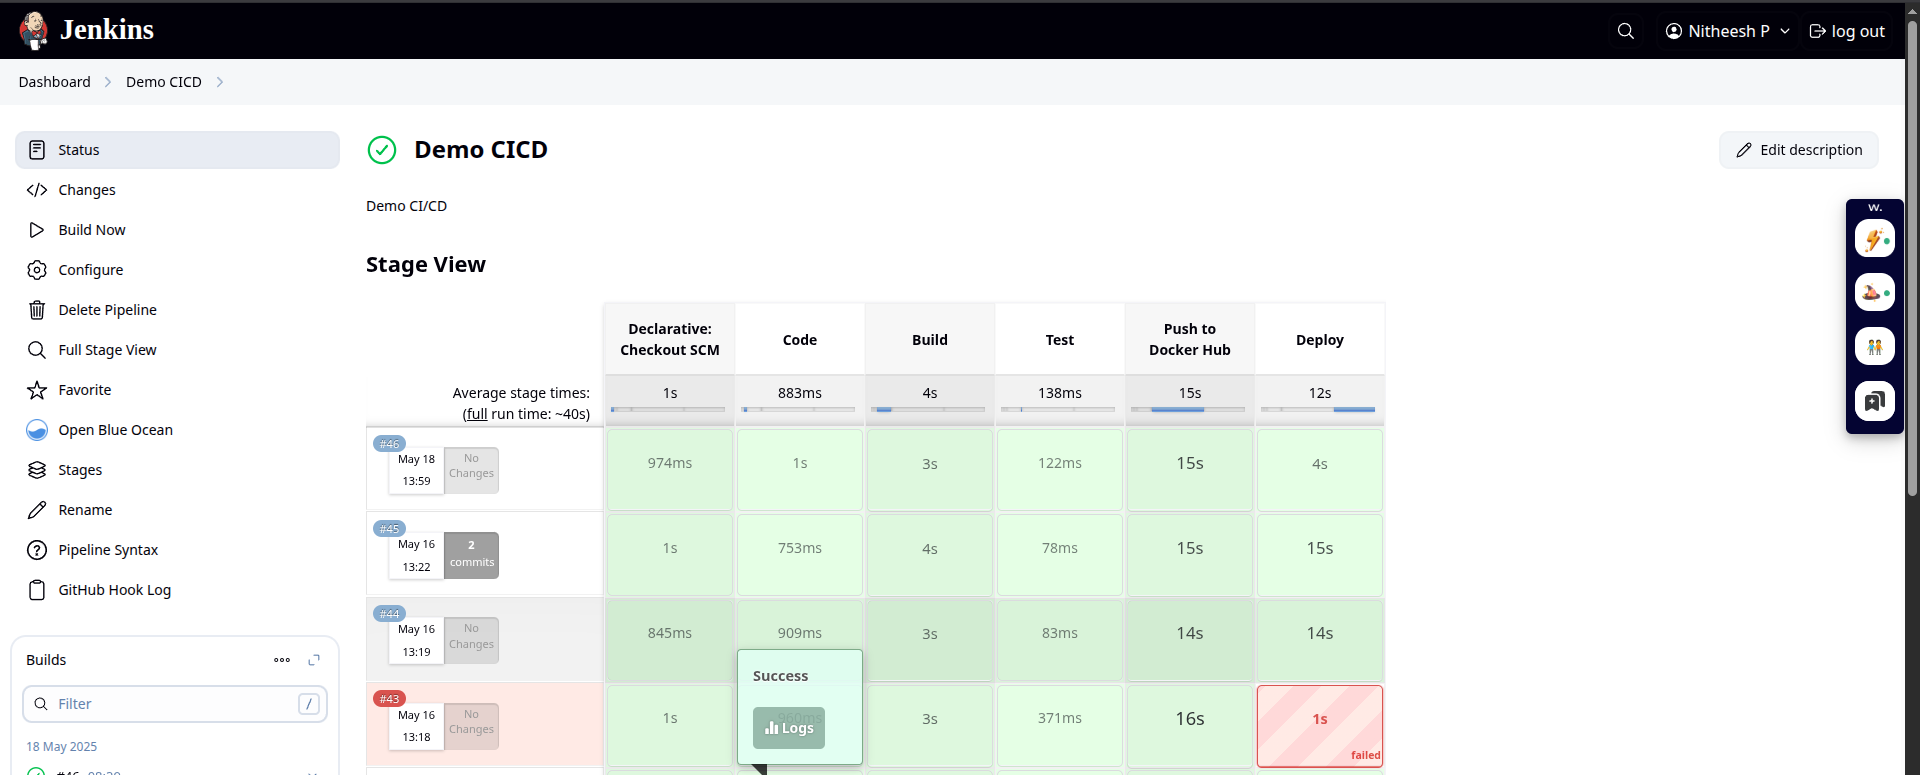 Jenkins
Nitheesh P
log out
Dashboard
Demo CICD
Status
Changes
Build Now
Configure
Delete Pipeline
Full Stage View
Favorite
Open Blue Ocean
Stages
Rename
Pipeline Syntax
GitHub Hook Log
Builds
Filter /
18 May 2025
Demo CICD
Edit description
Demo CI/CD
Stage View
Declarative:
Checkout SCM
Code
Build
Test
Push to
Docker Hub
Deploy
Average stage times:
(full run time: ~40s)
1s 883ms 4s 138ms 15s 12s
#46
May 18
13:59
No
Changes
974ms 1s 3s 122ms 15s 4s
#45
May 16
13:22
2
commits
1s 753ms 4s 78ms 15s 15s
#44
May 16
13:19
No
Changes
845ms 909ms 3s 83ms 14s 14s
Success
Logs
#43
May 16
13:18
No
Changes
1s 3s 371ms 16s 1s
failed
w.